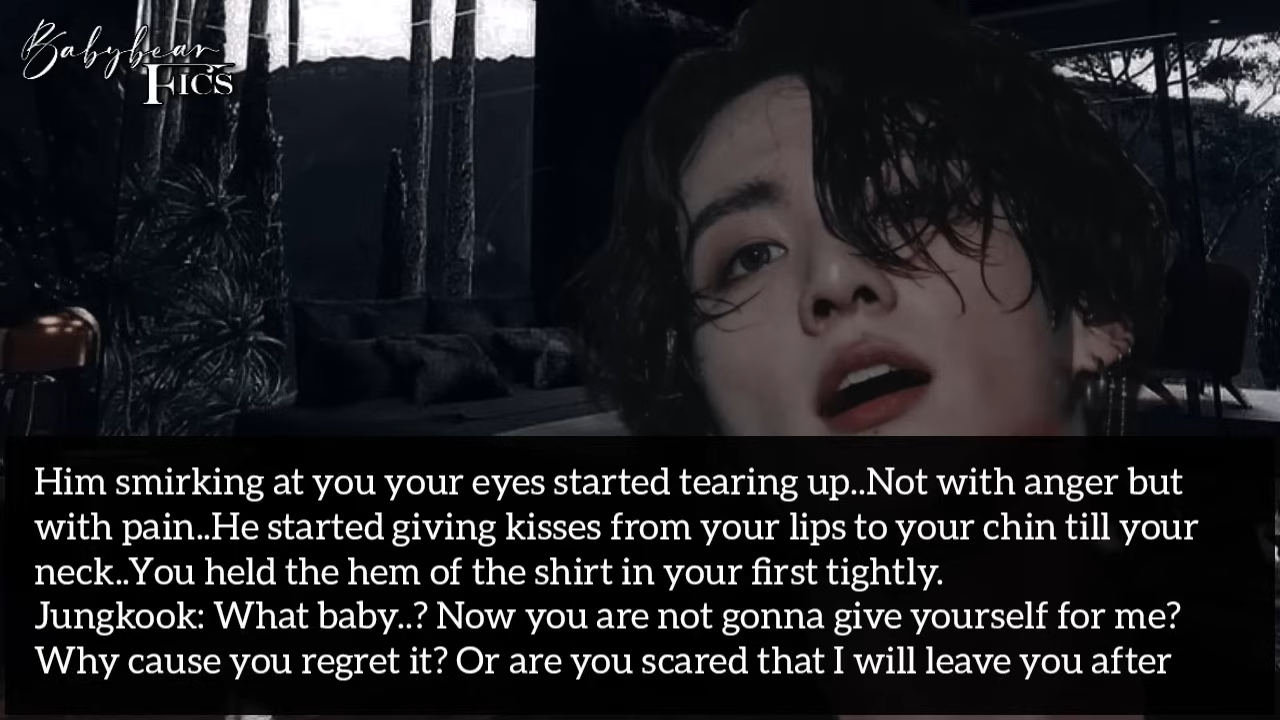 Babybear
FIC'S
Him smirking at you your eyes started tearing up..Not with anger but
with pain..He started giving kisses from your lips to your chin till your
neck..You held the hem of the shirt in your first tightly.
Jungkook: What baby..? Now you are not gonna give yourself for me?
Why cause you regret it? Or are you scared that I will leave you after